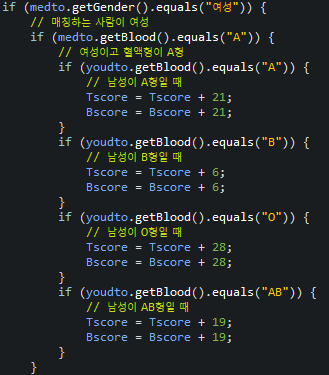 if (medto.getGender().equals("여성")) {
// 매칭하는 사람이 여성
if (medto.getBlood().equals("A")) {
// 여성이고 혈액형이 A형
if (youdto.getBlood().equals("A")) {
// 남성이 A형일 때
Tscore = Tscore + 21;
Bscore = Bscore + 21;
}
if (youdto.getBlood().equals("B")) {
// 남성이 B형일 때
Tscore = Tscore + 6;
Bscore = Bscore + 6;
}
if (youdto.getBlood().equals("O")) {
// 남성이 O형일 때
Tscore = Tscore + 28;
Bscore = Bscore + 28;
}
if (youdto.getBlood().equals("AB")) {
// 남성이 AB형일 때
Tscore = Tscore + 19;
Bscore = Bscore + 19;
}
}